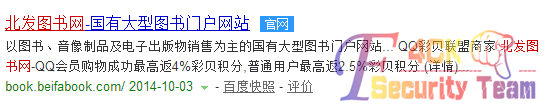 北发图书网-国有大型图书门户网站 官网
以图书、音像制品及电子出版物销售为主的国有大型图书门户网站... QQ彩贝联盟商家 北发图书
书网-QQ会员购物成功最高返4%彩贝积分,普通用户最高返2.5%彩贝积分 (详情)
book.beifabook.com/ 2014-10-03 - 百度快照 - 评价
Security Team